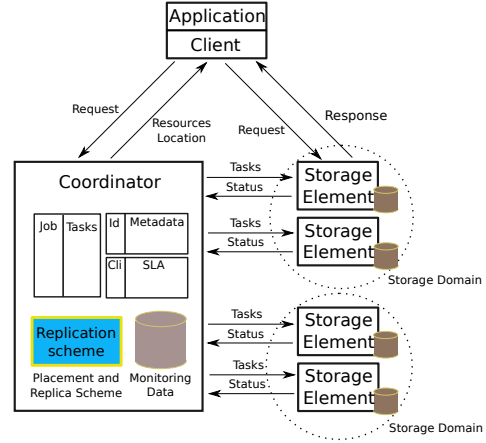 Application
Client
Request
Resources
Location
Request
Response
Coordinator
Job
Tasks
Id
Metadata
Cli
SLA
Replication
scheme
Placement and
Replica Scheme
Monitoring
Data
Tasks
Status
Storage
Element
Tasks
Status
Storage
Element
Storage Domain
Tasks
Status
Storage
Element
Tasks
Status
Storage
Element
Storage Domain